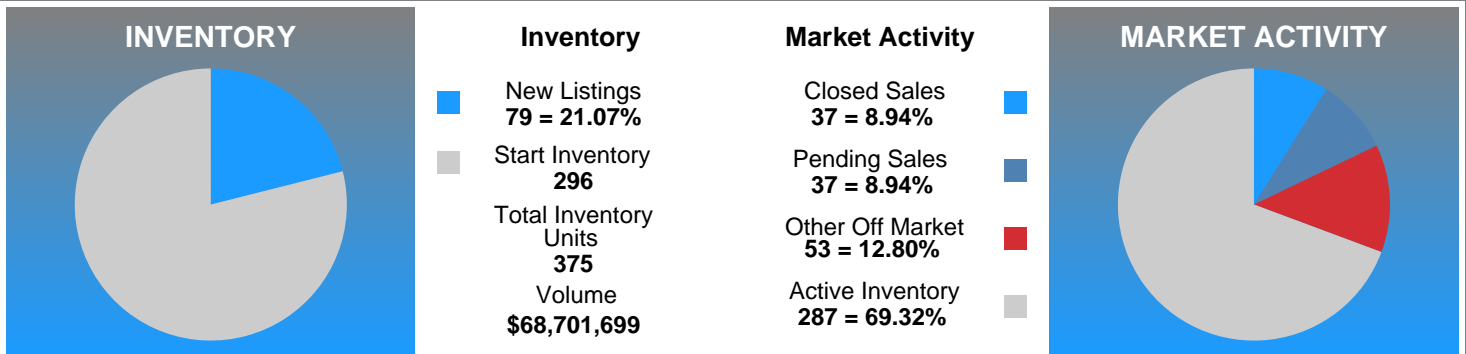 INVENTORY
Inventory
New Listings
79 = 21.07%
Start Inventory
296
Total Inventory
Units
375
Volume
$68,701,699
Market Activity
Closed Sales
37 = 8.94%
Pending Sales
37 = 8.94%
Other Off Market
53 = 12.80%
Active Inventory
287 = 69.32%
MARKET ACTIVITY